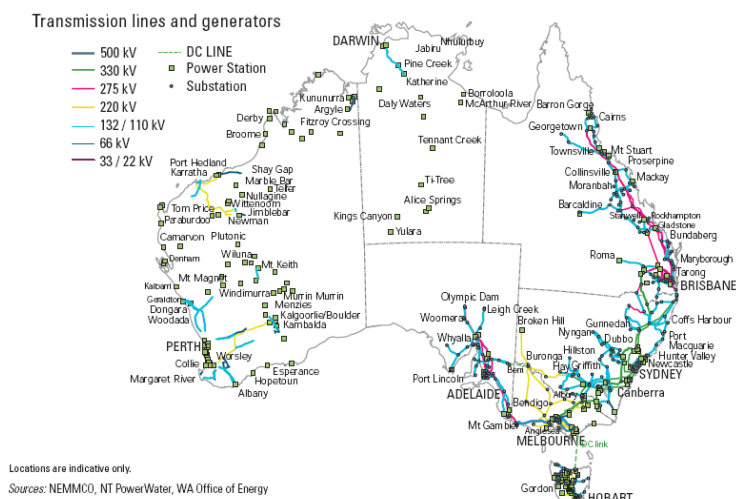 Transmission lines and generators
500 kV
330 kV
275 kV
220 kV
132 / 110 kV
66 kV
33 / 22 kV
DC LINE
Power Station
Substation
DARWIN
Jabiru
Nhulunbuy
Pine Creek
Katherine
Kununurra
Argyle
Fitzroy Crossing
Derby
Broome
Daly Waters
Borroloola
McArthur River
Tennant Creek
Ti-Tree
Alice Springs
Kings Canyon
Yulara
Barron Gorge
Cairns
Georgetown
Townsville
Mt Stuart
Proserpine
Collinsville
Mackay
Moranbah
Barcaldine
Stanwell
Rockhampton
Gladstone
Bundaberg
Roma
Maryborough
Tarong
BRISBANE
Port Hedland
Karratha
Shay Gap
Marble Bar
Telfer
Nullagine
Wittenoom
Tom Price
Jimblebar
Paraburdoo
Newman
Carnarvon
Plutonic
Denham
Wiluna
Mt Keith
Mt Magnet
Kalbarri
Windimurra
Murrin Murrin
Geraldton
Dongara
Menzies
Woodada
Kalgoorlie/Boulder
Kambalda
PERTH
Worsley
Collie
Margaret River
Esperance
Hopetoun
Albany
Olympic Dam
Leigh Creek
Woomera
Whyalla
Port Lincoln
ADELAIDE
Broken Hill
Buronga
Berri
Mt Gambier
Gunnedah
Coffs Harbour
Nyngan
Dubbo
Port
Macquarie
Hillston
Hunter Valley
Newcastle
Hay
Griffith
SYDNEY
Canberra
Albury
Bendigo
Anglesea
MELBOURNE
DC link
Gordon
HOBART
Locations are indicative only.
Sources: NEMMCO, NT PowerWater, WA Office of Energy